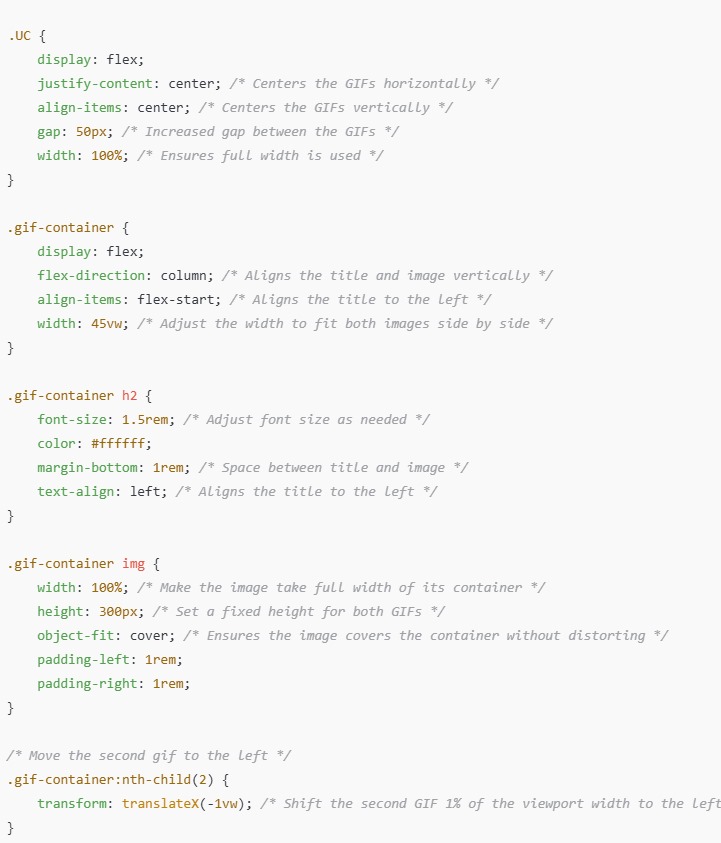 .UC {
    display: flex;
    justify-content: center; /* Centers the GIFs horizontally */
    align-items: center; /* Centers the GIFs vertically */
    gap: 50px; /* Increased gap between the GIFs */
    width: 100%; /* Ensures full width is used */
}

.gif-container {
    display: flex;
    flex-direction: column; /* Aligns the title and image vertically */
    align-items: flex-start; /* Aligns the title to the left */
    width: 45vw; /* Adjust the width to fit both images side by side */
}

.gif-container h2 {
    font-size: 1.5rem; /* Adjust font size as needed */
    color: #ffffff;
    margin-bottom: 1rem; /* Space between title and image */
    text-align: left; /* Aligns the title to the left */
}

.gif-container img {
    width: 100%; /* Make the image take full width of its container */
    height: 300px; /* Set a fixed height for both GIFs */
    object-fit: cover; /* Ensures the image covers the container without distorting */
    padding-left: 1rem;
    padding-right: 1rem;
}

/* Move the second gif to the left */
.gif-container:nth-child(2) {
    transform: translateX(-1vw); /* Shift the second GIF 1% of the viewport width to the left
}